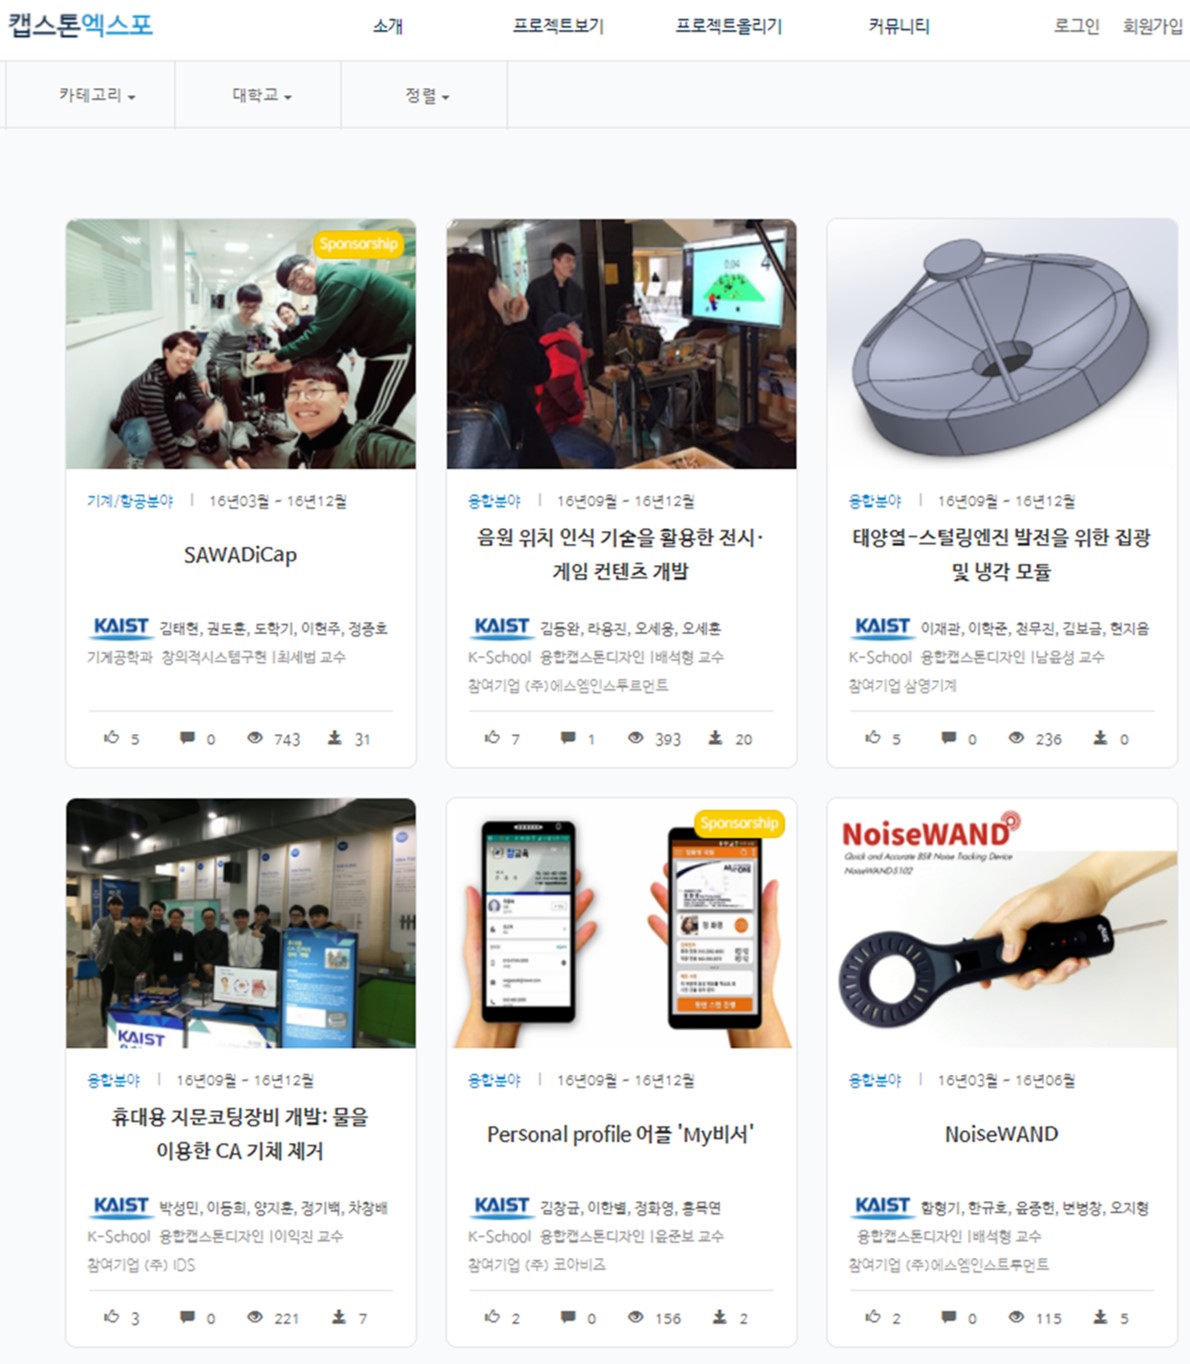 캡스톤엑스포
소개 프로젝트보기 프로젝트올리기 커뮤니티 로그인 회원가입
카테고리 대학교 정렬
Sponsorship
기계/항공분야 | 16년03월 ~ 16년12월
SAWADiCap
KAIST 김태현, 권도훈, 도학기, 이현주, 정종호
기계공학과 창의적시스템구현 | 최세범 교수
5 0 743 31
융합분야 | 16년09월 ~ 16년12월
음원 위치 인식 기술을 활용한 전시·
게임 컨텐츠 개발
KAIST 김등완, 라용진, 오세웅, 오세훈
K-School 융합캡스톤디자인 | 배석형 교수
참여기업 (주)에스엠인스투르먼트
7 1 393 20
융합분야 | 16년09월 ~ 16년12월
태양열-스털링엔진 발전을 위한 집광
및 냉각 모듈
KAIST 이재관, 이학준, 천무진, 김보금, 현지음
K-School 융합캡스톤디자인 | 남윤성 교수
참여기업 삼영기계
5 0 236 0
KAIST
융합분야 | 16년09월 ~ 16년12월
휴대용 지문코팅장비 개발: 물을
이용한 CA 기체 제거
KAIST 박성민, 이등희, 양지훈, 정기백, 차창배
K-School 융합캡스톤디자인 | 이익진 교수
참여기업 (주) IDS
3 0 221 7
Sponsorship
참교육
융합분야 | 16년09월 ~ 16년12월
Personal profile 어플 'My비서'
KAIST 김창균, 이한별, 정화영, 홍목연
K-School 융합캡스톤디자인 | 윤준보 교수
참여기업 (주) 코아비즈
2 0 156 2
NoiseWAND
Quick and Accurate BSR Noise Tracking Device
NoiseWAND5102
융합분야 | 16년03월 ~ 16년06월
NoiseWAND
KAIST 함형기, 한규호, 윤종헌, 변병창, 오지형
융합캡스톤디자인 | 배석형 교수
참여기업 (주)에스엠인스트루먼트
2 0 115 5